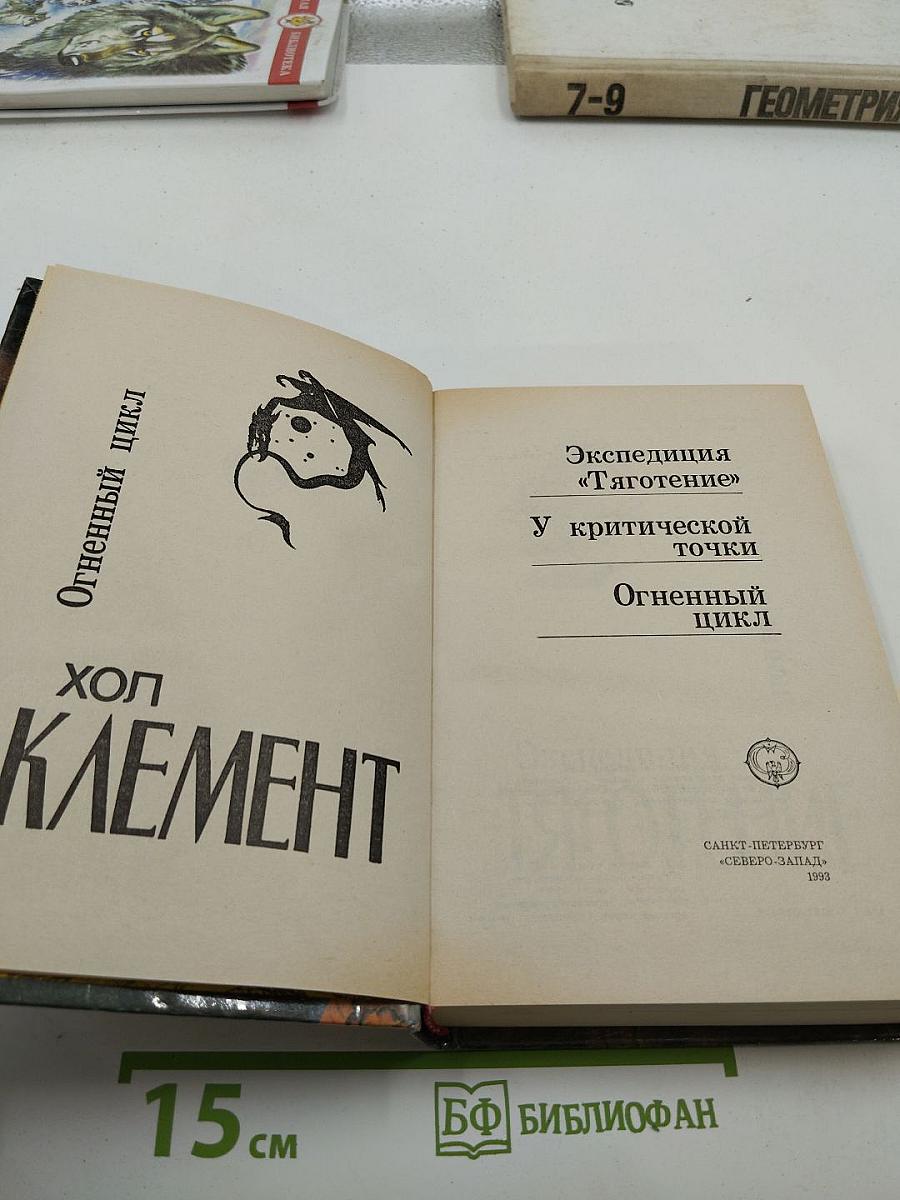 БИБЛИОТЕКА
7-9
ГЕОМЕТРИЯ
Огненный цикл
ХОЛ
КЛЕМЕНТ
Экспедиция
«Тяготение»
У критической
точки
Огненный
цикл
САНКТ-ПЕТЕРБУРГ
«СЕВЕРО-ЗАПАД»
1993
15 см
БФ БИБЛИОФАН